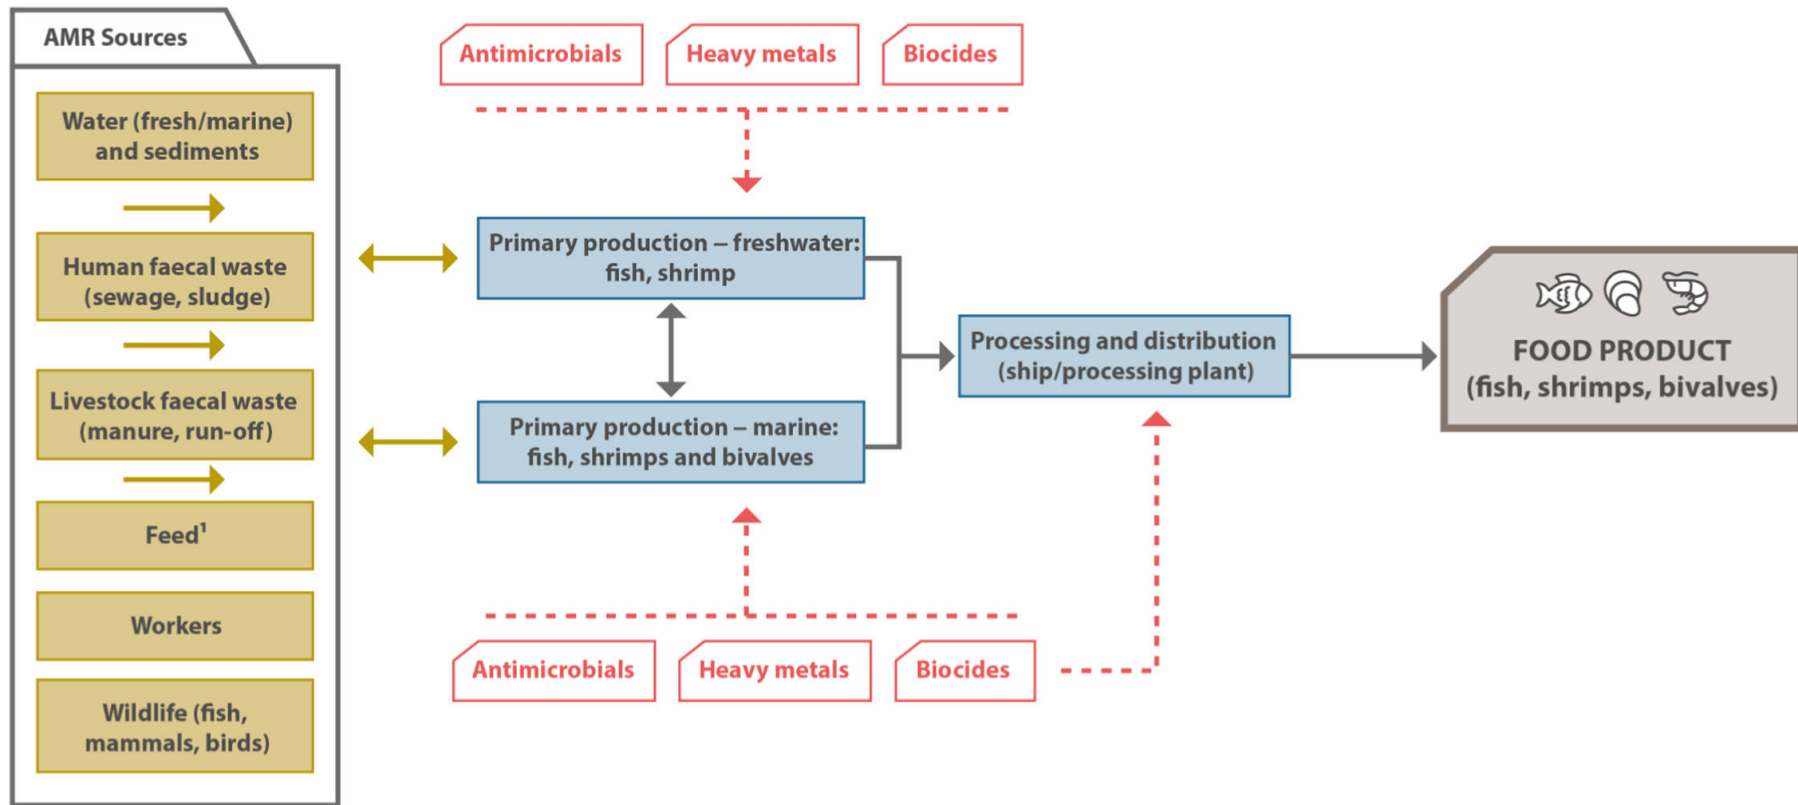 AMR Sources
Water (fresh/marine)
and sediments
Human faecal waste
(sewage, sludge)
Livestock faecal waste
(manure, run-off)
Feed¹
Workers
Wildlife (fish,
mammals, birds)
Antimicrobials
Heavy metals
Biocides
Primary production – freshwater:
fish, shrimp
Primary production – marine:
fish, shrimps and bivalves
Antimicrobials
Heavy metals
Biocides
Processing and distribution
(ship/processing plant)
FOOD PRODUCT
(fish, shrimps, bivalves)